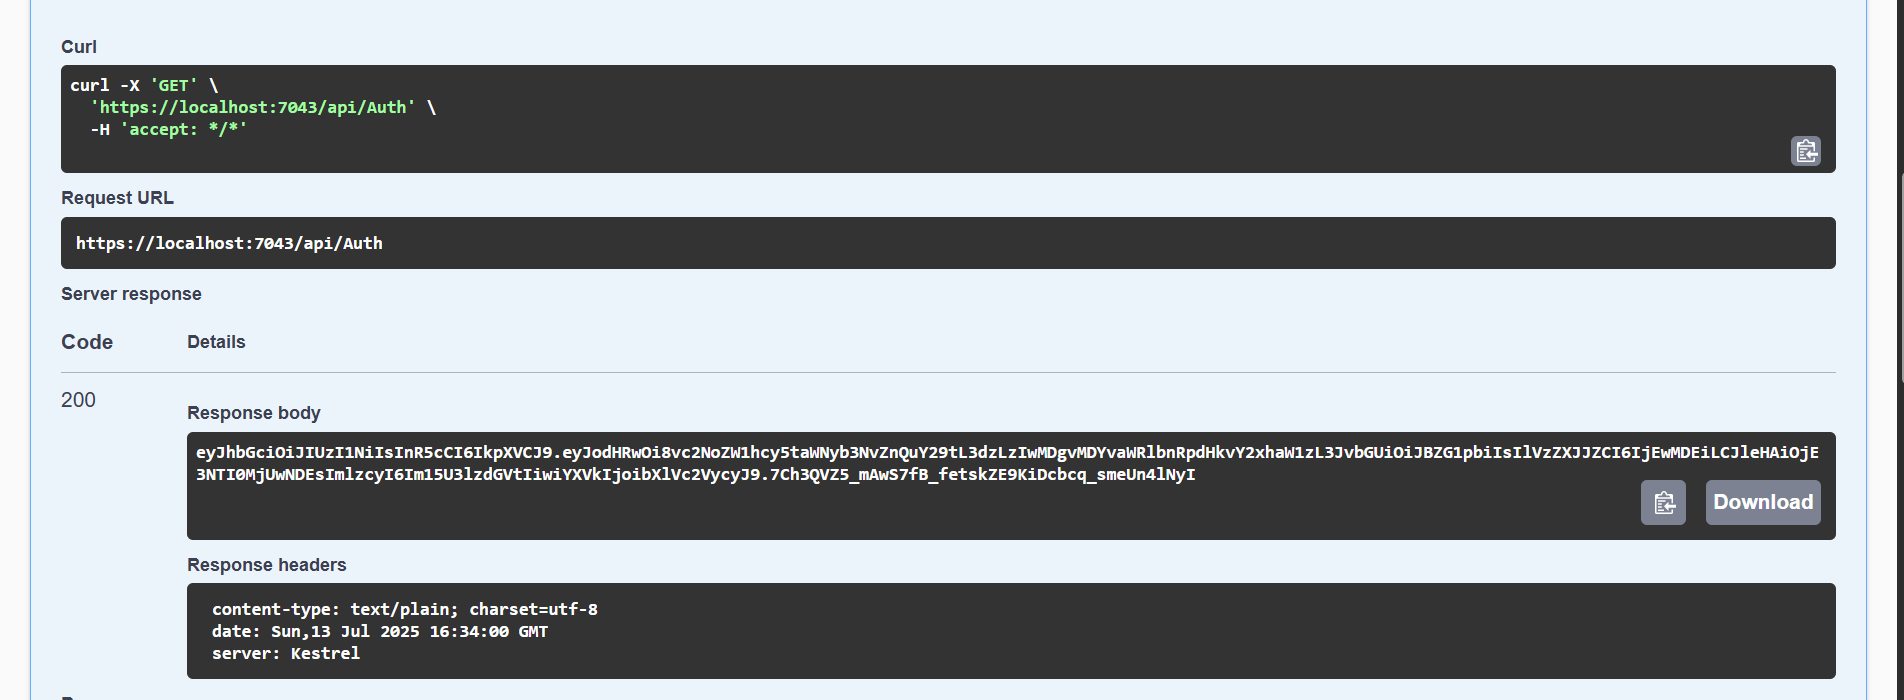 Curl
curl -X 'GET' \
'https://localhost:7043/api/Auth' \
-H 'accept: */*'
Request URL
https://localhost:7043/api/Auth
Server response
Code Details
200
Response body
eyJhbGciOiJIUzI1NiIsInR5cCI6IkpXVCJ9.eyJodHRwOi8vc2NoZW1hcy5taWNyb3NvZnQuY29tL3dzLzIwMDgvMDYvaWRlbnRpdHkvY2xhaW1zL3JvbGUiOiJBZG1pbiIsIlVzZXJJZCI6IjEwMDEiLCJleHAiOjE
3NTI0MjUwNDEsImlzcyI6Im15U3lzdGVtIiwiYXVkIjoibXlVc2VycyJ9.7Ch3QVZ5_mAwS7fB_fetskZE9KiDcbcq_smeUn4lNyI
Download
Response headers
content-type: text/plain; charset=utf-8
date: Sun,13 Jul 2025 16:34:00 GMT
server: Kestrel